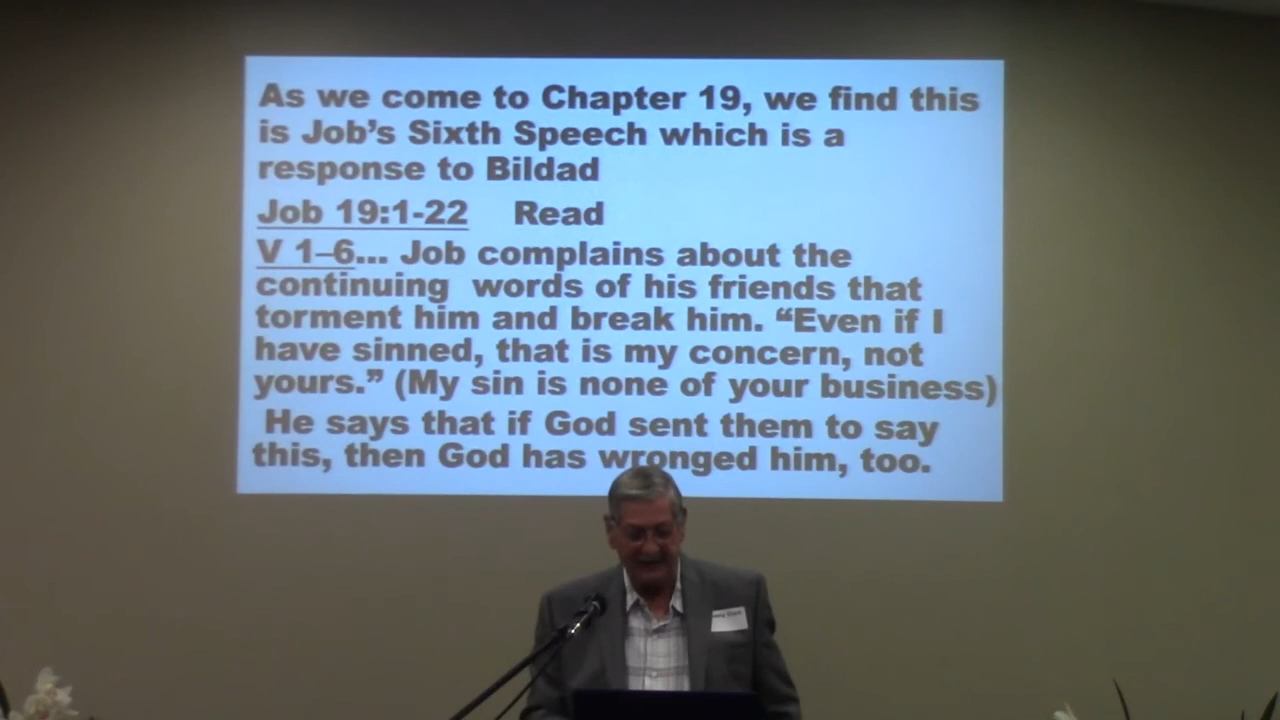 As we come to Chapter 19, we find this
is Job’s Sixth Speech which is a
response to Bildad
Job 19:1-22 Read
V 1–6... Job complains about the
continuing words of his friends that
torment him and break him. “Even if I
have sinned, that is my concern, not
yours.” (My sin is none of your business)
He says that if God sent them to say
this, then God has wronged him, too.